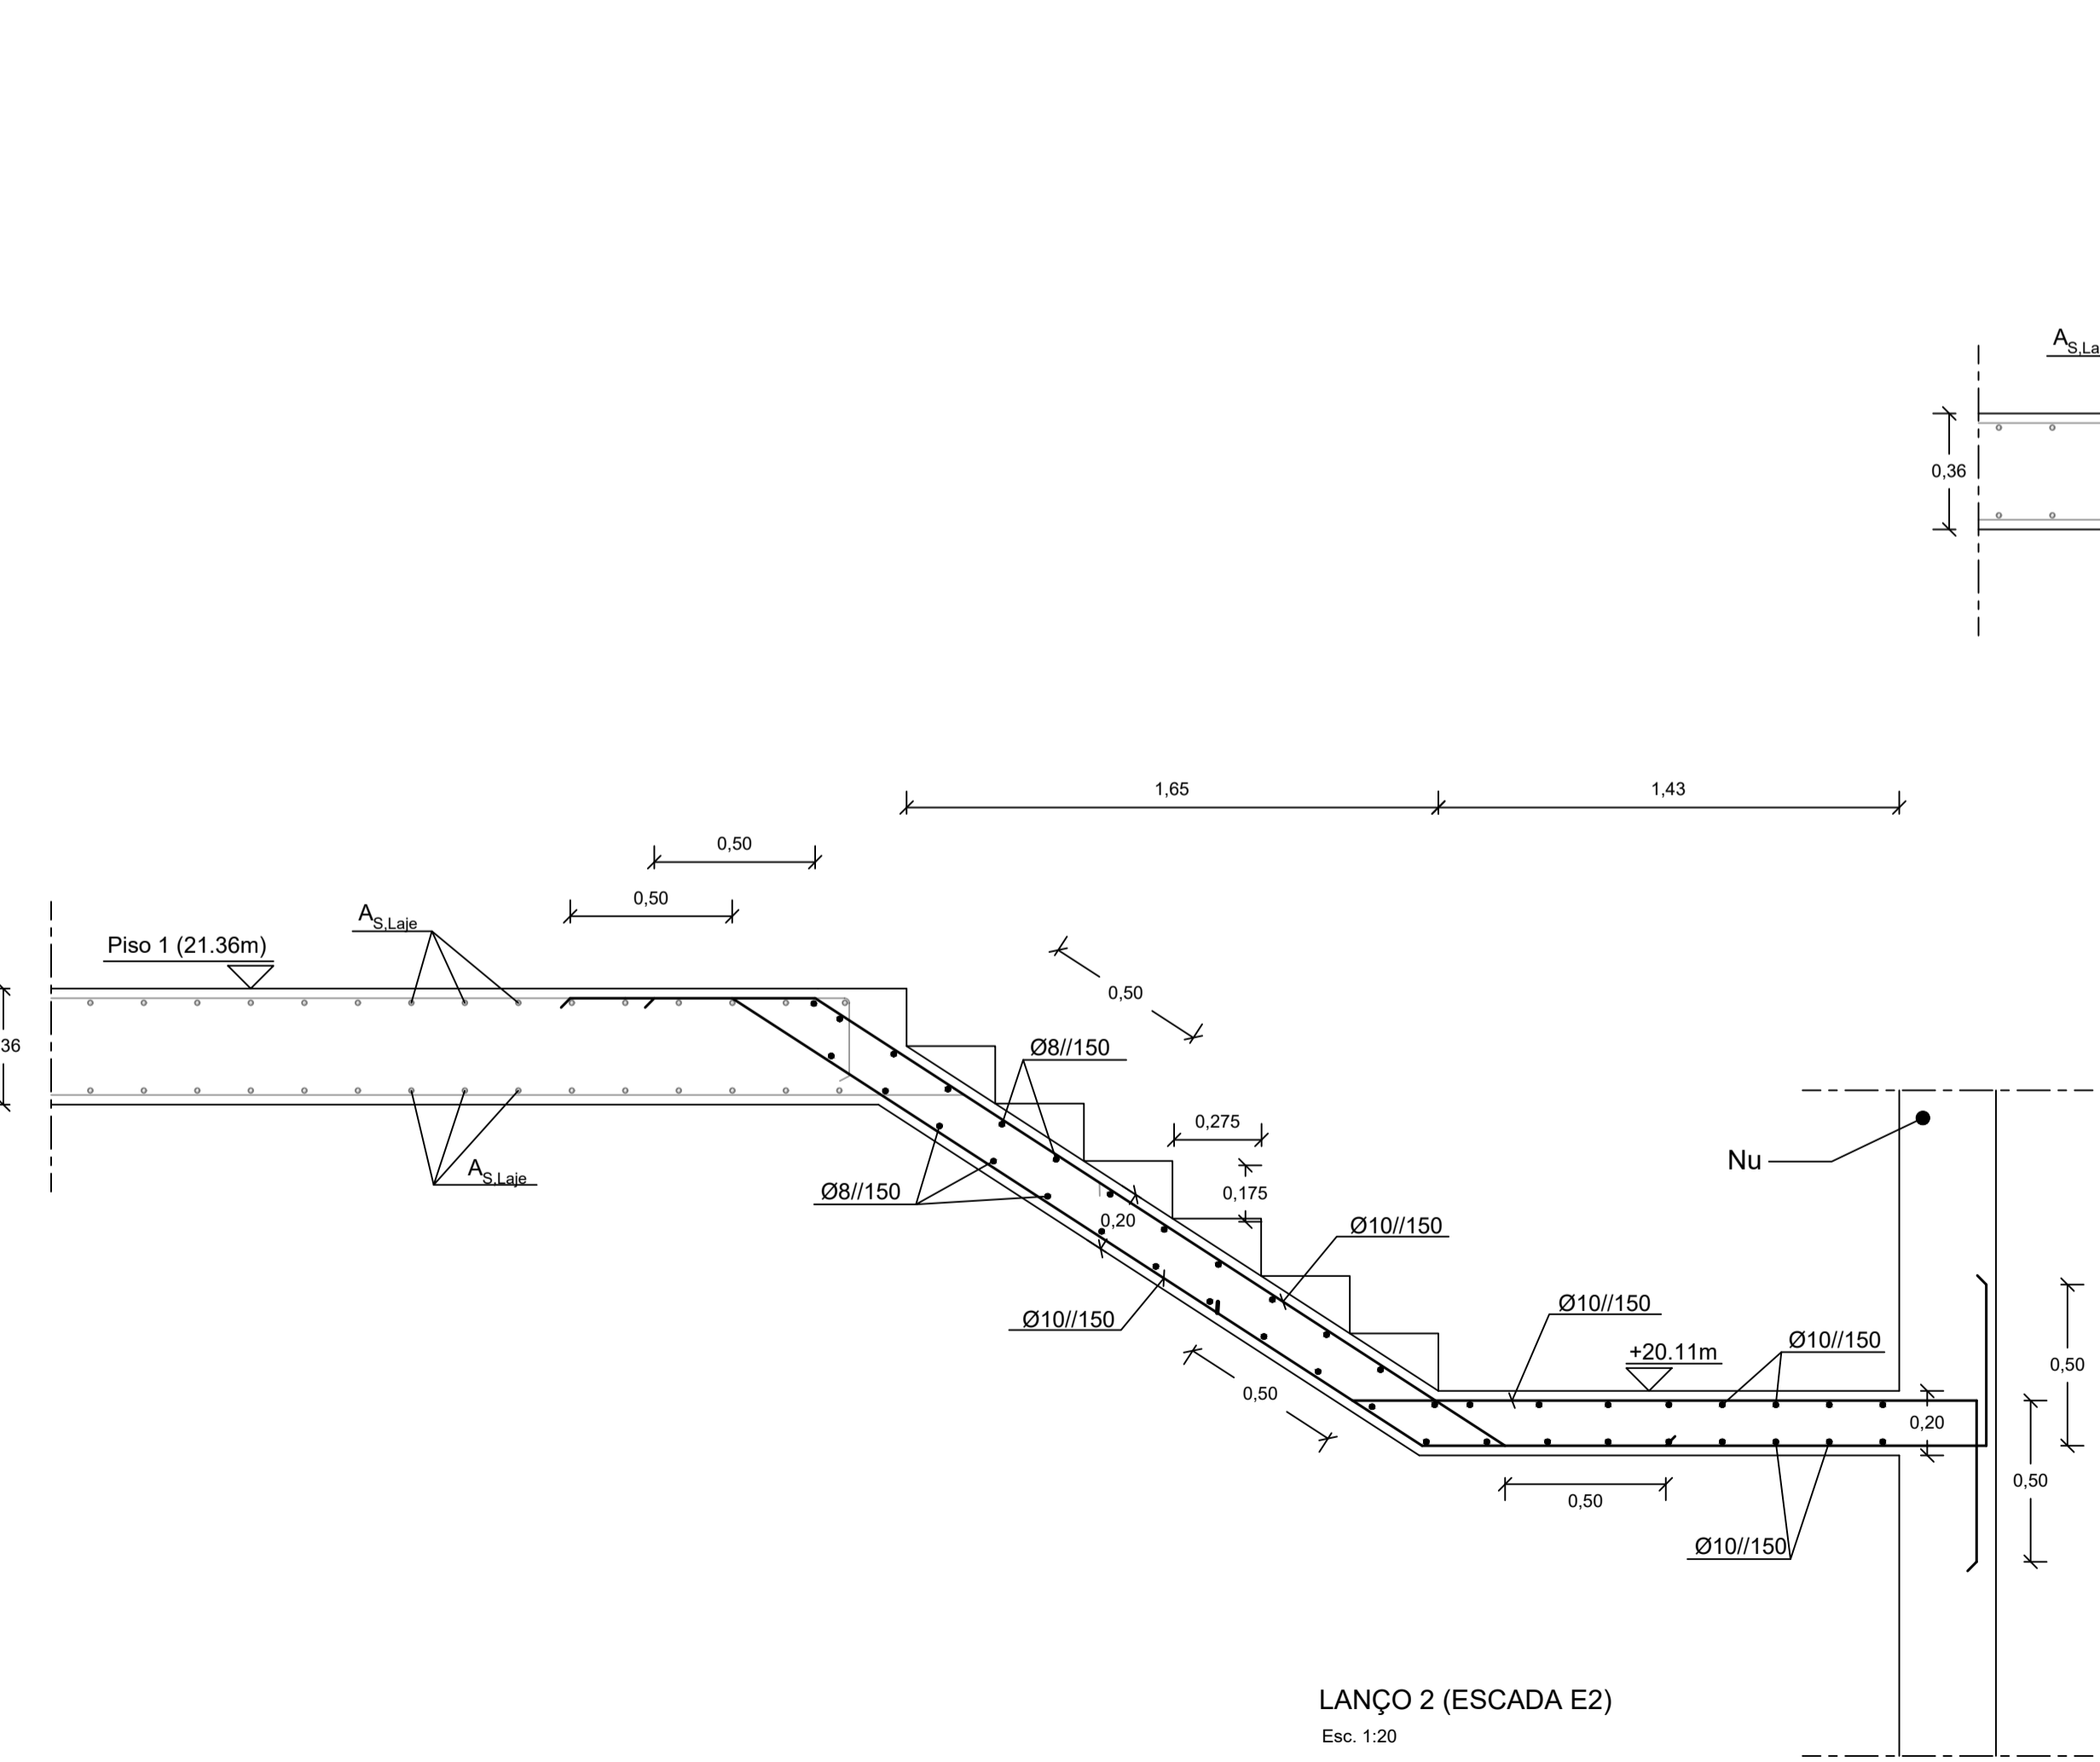 A S,La
0,36
1,65
1,43
0,50
0,50
A S,Laje
Piso 1 (21.36m)
0,50
36
Ø8//150
0,275
Nu
A S,Laje
Ø8//150
0,175
0,20
Ø10//150
Ø10//150
Ø10//150
Ø10//150
+20.11m
0,50
0,50
0,20
0,50
0,50
Ø10//150
LANÇO 2 (ESCADA E2)
Esc. 1:20